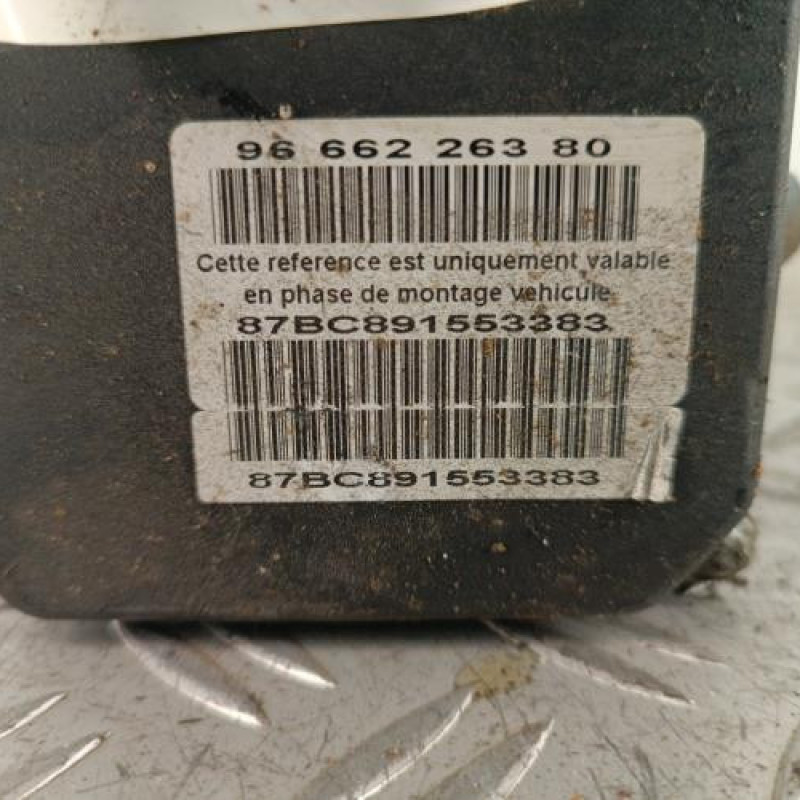 96 662 263 80
Cette reference est uniquement valable
en phase de montage vehicule
87BC891553383
87BC891553383